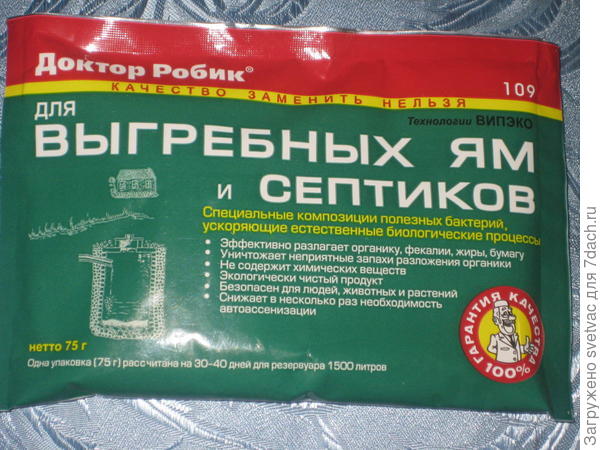 Доктор Робик®
109
КАЧЕСТВО ЗАМЕНИТЬ НЕЛЬЗЯ
Технологии ВИПЭКО
для
ВЫГРЕБНЫХ ЯМ
и СЕПТИКОВ
Специальные композиции полезных бактерий,
ускоряющие естественные биологические процессы
• Эффективно разлагает органику, фекалии, жиры, бумагу
• Уничтожает неприятные запахи разложения органики
• Не содержит химических веществ
• Экологически чистый продукт
• Безопасен для людей, животных и растений
• Снижает в несколько раз необходимость
автоассенизации
нетто 75 г
Одна упаковка (75 г) рассчитана на 30-40 дней для резервуара 1500 литров
ГАРАНТИЯ КАЧЕСТВА
100%
Загружено svetvac для 7dach.ru